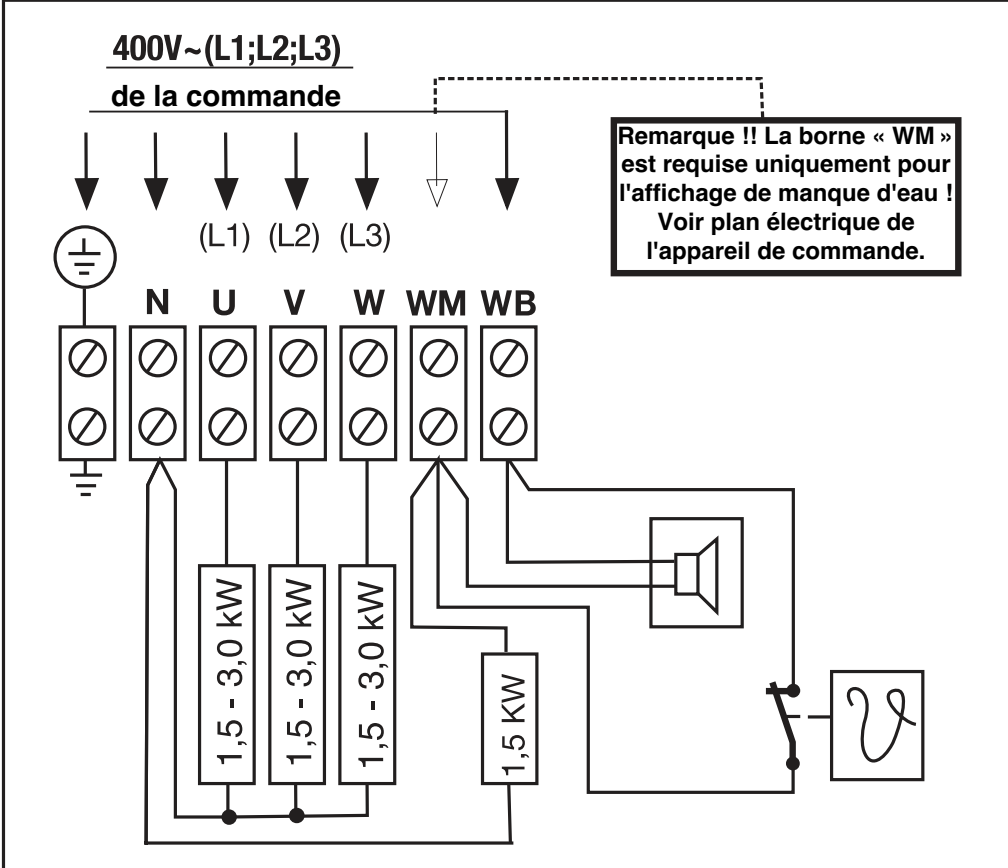 400V~(L1;L2;L3)
de la commande
Remarque !! La borne « WM »
est requise uniquement pour
l'affichage de manque d'eau !
Voir plan électrique de
l'appareil de commande.
(L1) (L2) (L3)
N U V W WM WB
1,5 - 3,0 kW
1,5 - 3,0 kW
1,5 - 3,0 kW
1,5 KW
ϑ